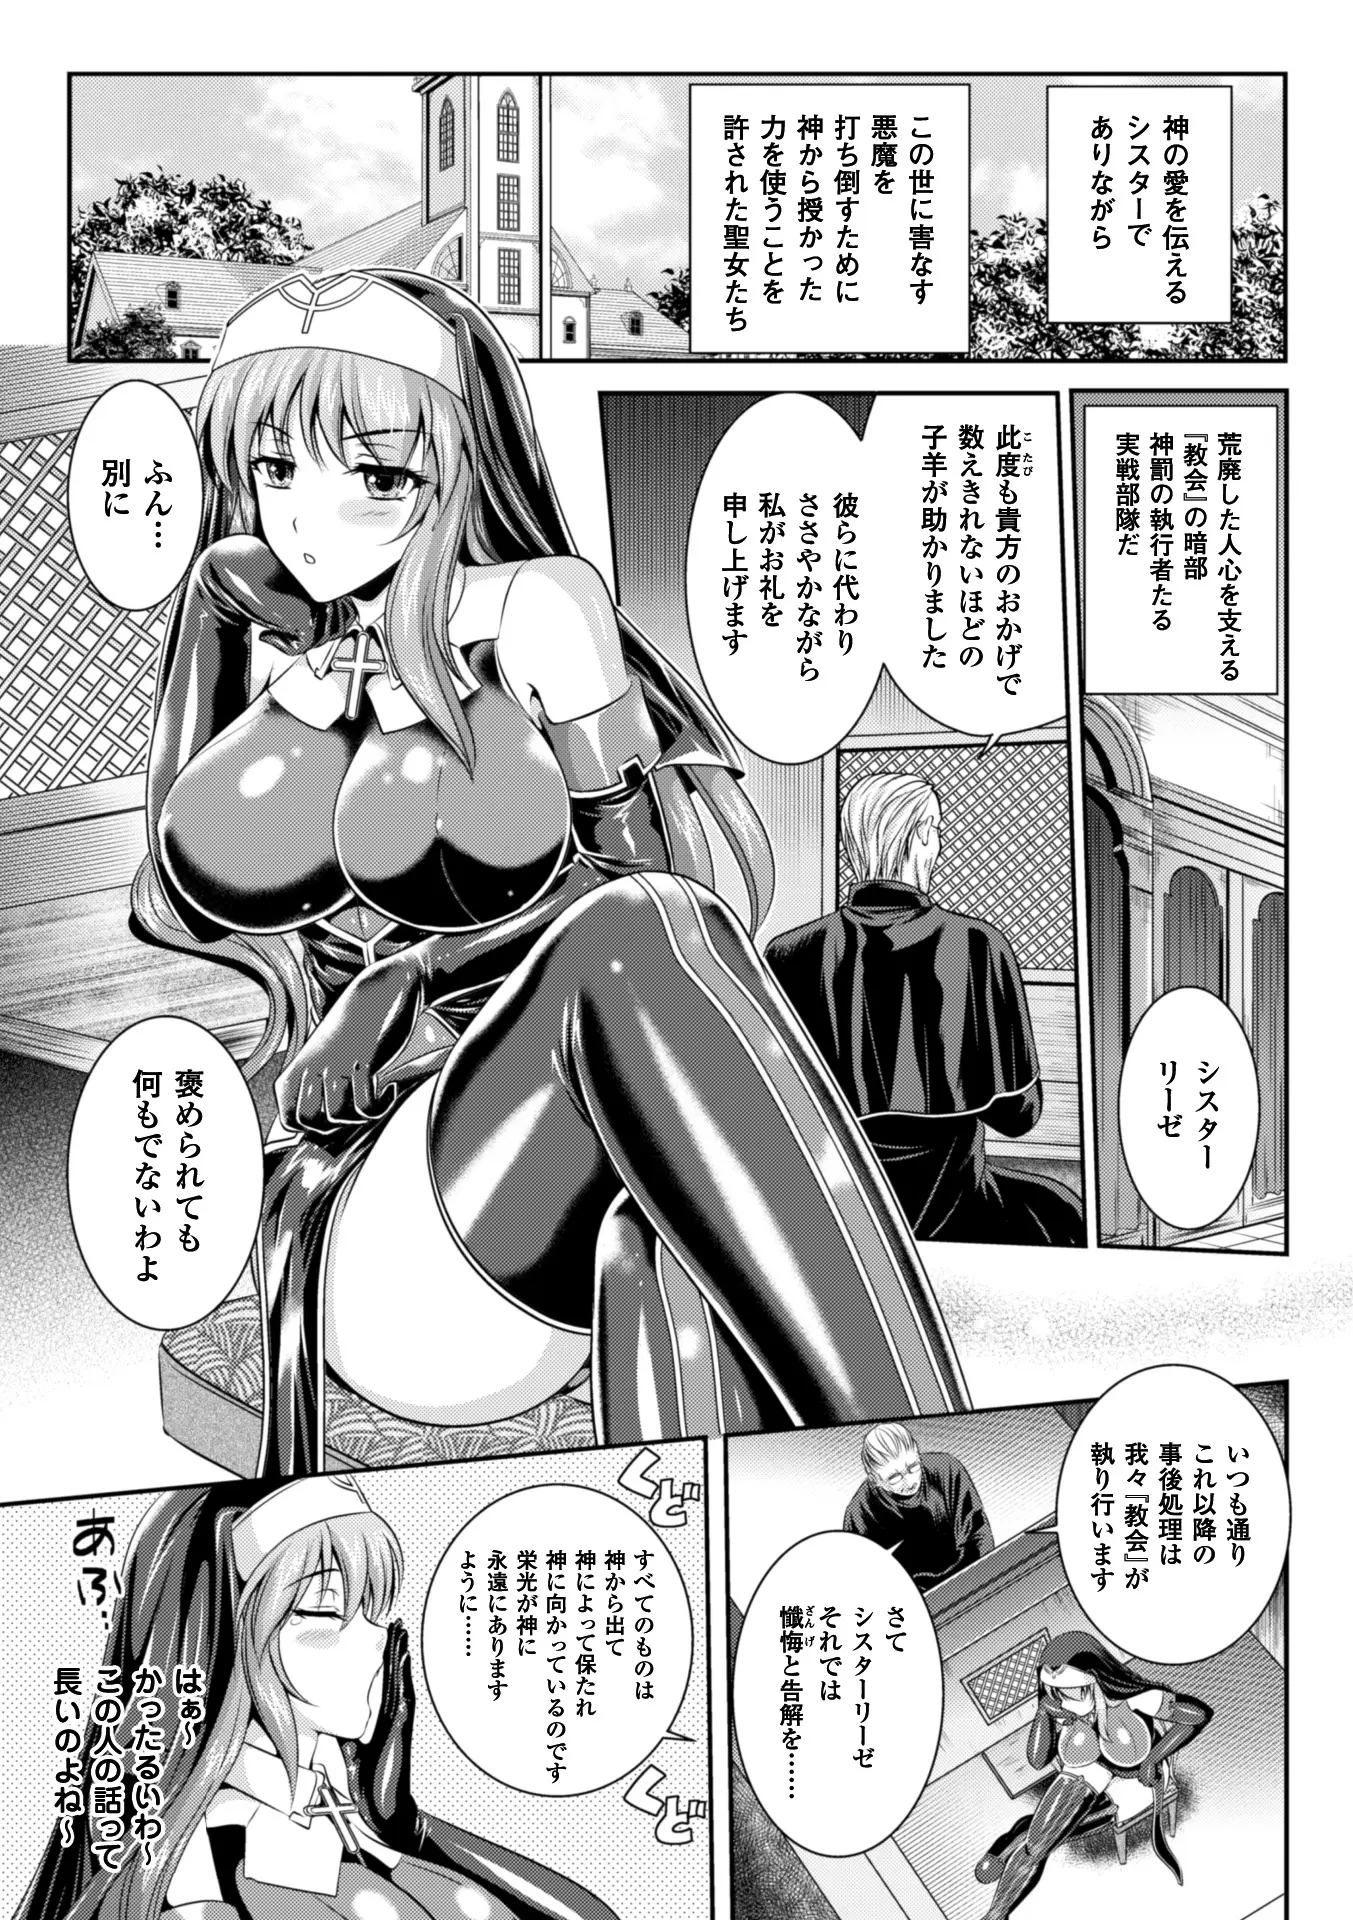 神の愛を伝える
シスターで
ありながら
この世に害なす
悪魔を
打ち倒すために
神から授かった
力を使うことを
許された聖女たち
荒廃した人心を支える
『教会』の暗部
神罰の執行者たる
実戦部隊だ
シスター
リーゼ
此度も貴方のおかげで
こたび
数えきれないほどの
子羊が助かりました
彼らに代わり
ささやかながら
私がお礼を
申し上げます
ふん…
別に
褒められても
何もでないわよ
いつも通り
これ以降の
事後処理は
我々『教会』が
執り行います
さて
シスターリーゼ
それでは
懺悔と告解を……
ざんげ
くどくど
すべてのものは
神から出て
神によって保たれ
神に向かっているのです
栄光が神に
永遠にあります
ように……
くどくど
あふ…
はぁ～
かったるいわ～
この人の話って
長いのよね～